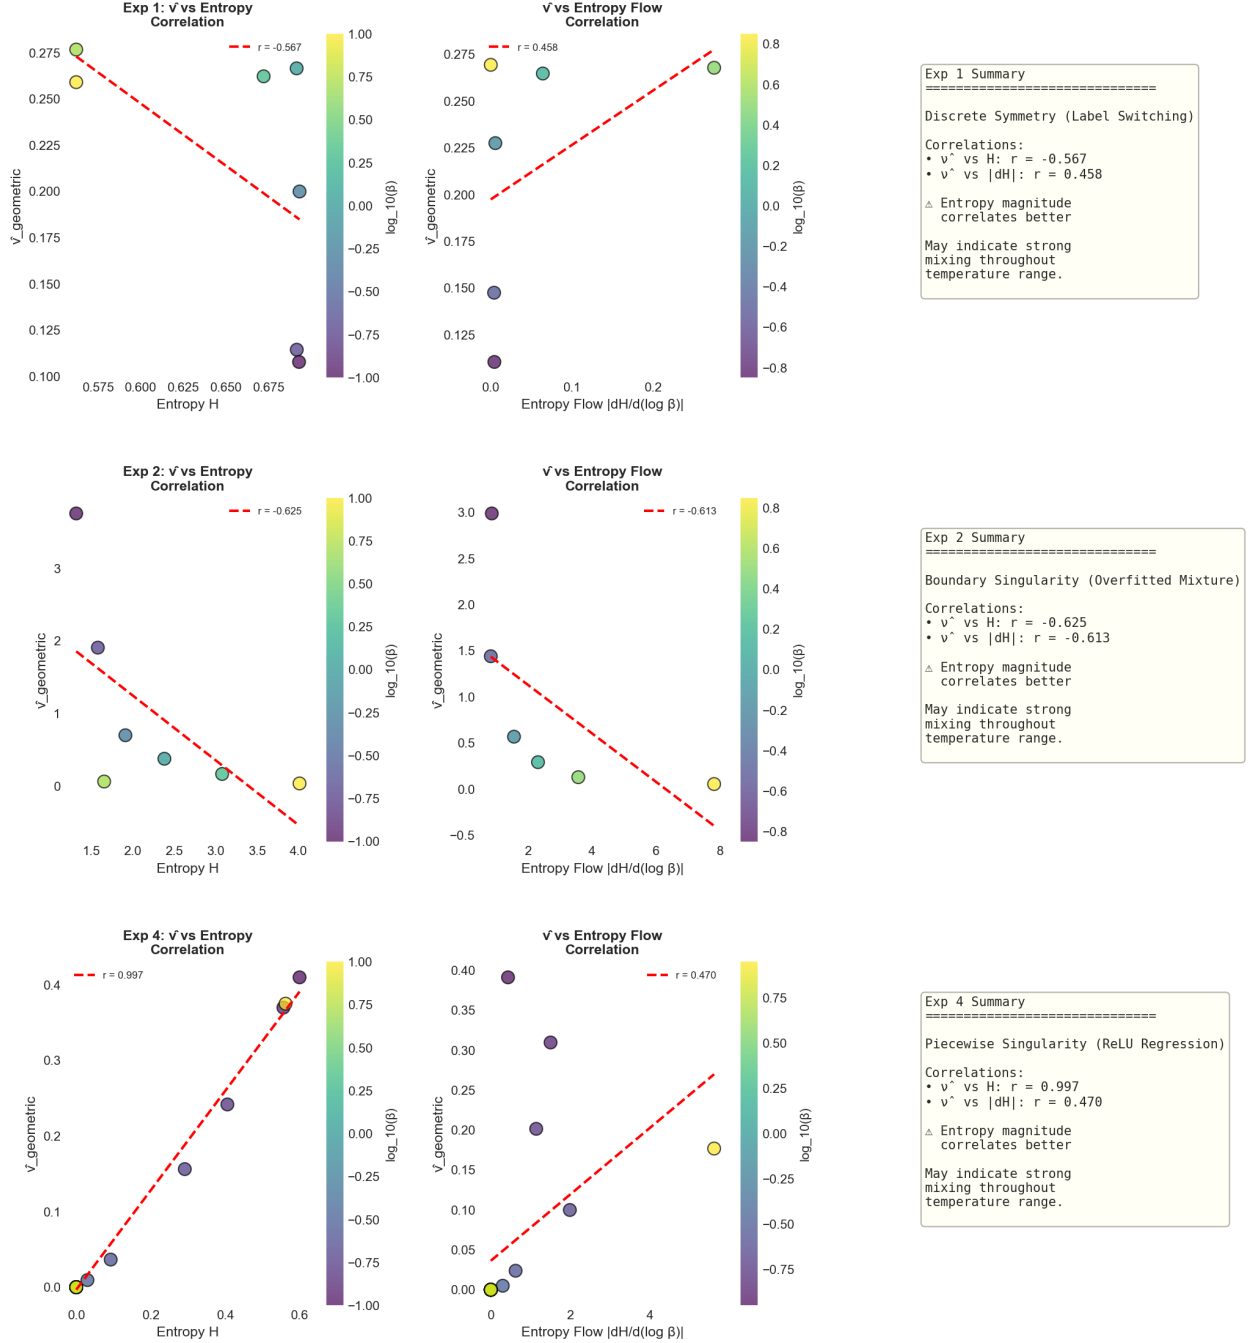 Exp 1: ν̂ vs Entropy
Correlation
r = -0.567
ν̂_geometric
0.275
0.250
0.225
0.200
0.175
0.150
0.125
0.100
0.575 0.600 0.625 0.650 0.675
Entropy H
1.00
0.75
0.50
0.25
0.00
−0.25
−0.50
−0.75
−1.00
log_10(β)
ν̂ vs Entropy Flow
Correlation
r = 0.458
ν̂_geometric
0.275
0.250
0.225
0.200
0.175
0.150
0.125
0.0 0.1 0.2
Entropy Flow |dH/d(log β)|
0.8
0.6
0.4
0.2
0.0
−0.2
−0.4
−0.6
−0.8
log_10(β)
Exp 1 Summary
==============================
Discrete Symmetry (Label Switching)
Correlations:
• ν̂ vs H: r = -0.567
• ν̂ vs |dH|: r = 0.458
⚠ Entropy magnitude
correlates better
May indicate strong
mixing throughout
temperature range.
Exp 2: ν̂ vs Entropy
Correlation
r = -0.625
ν̂_geometric
3
2
1
0
1.5 2.0 2.5 3.0 3.5 4.0
Entropy H
1.00
0.75
0.50
0.25
0.00
−0.25
−0.50
−0.75
−1.00
log_10(β)
ν̂ vs Entropy Flow
Correlation
r = -0.613
ν̂_geometric
3.0
2.5
2.0
1.5
1.0
0.5
0.0
−0.5
2 4 6 8
Entropy Flow |dH/d(log β)|
0.8
0.6
0.4
0.2
0.0
−0.2
−0.4
−0.6
−0.8
log_10(β)
Exp 2 Summary
==============================
Boundary Singularity (Overfitted Mixture)
Correlations:
• ν̂ vs H: r = -0.625
• ν̂ vs |dH|: r = -0.613
⚠ Entropy magnitude
correlates better
May indicate strong
mixing throughout
temperature range.
Exp 4: ν̂ vs Entropy
Correlation
r = 0.997
ν̂_geometric
0.4
0.3
0.2
0.1
0.0
0.0 0.2 0.4 0.6
Entropy H
1.00
0.75
0.50
0.25
0.00
−0.25
−0.50
−0.75
−1.00
log_10(β)
ν̂ vs Entropy Flow
Correlation
r = 0.470
ν̂_geometric
0.40
0.35
0.30
0.25
0.20
0.15
0.10
0.05
0.00
0 2 4
Entropy Flow |dH/d(log β)|
0.75
0.50
0.25
0.00
−0.25
−0.50
−0.75
log_10(β)
Exp 4 Summary
==============================
Piecewise Singularity (ReLU Regression)
Correlations:
• ν̂ vs H: r = 0.997
• ν̂ vs |dH|: r = 0.470
⚠ Entropy magnitude
correlates better
May indicate strong
mixing throughout
temperature range.